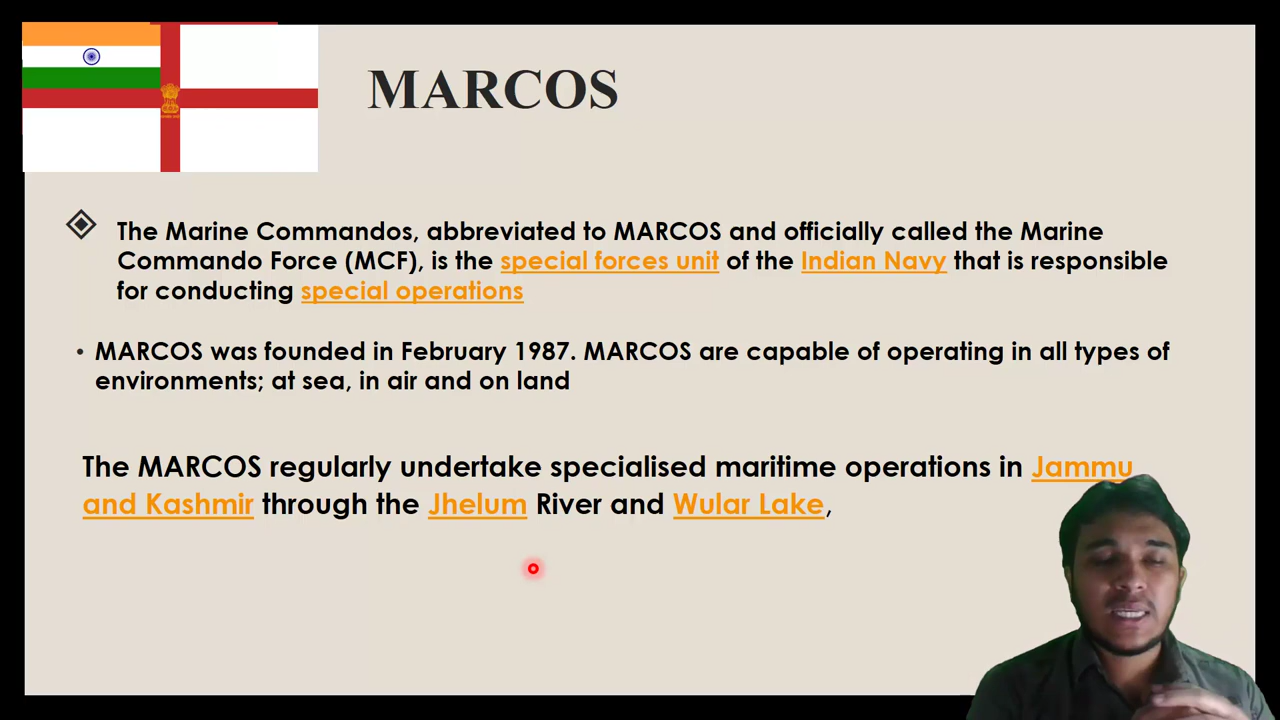 MARCOS
The Marine Commandos, abbreviated to MARCOS and officially called the Marine
Commando Force (MCF), is the special forces unit of the Indian Navy that is responsible
for conducting special operations
• MARCOS was founded in February 1987. MARCOS are capable of operating in all types of
environments; at sea, in air and on land
The MARCOS regularly undertake specialised maritime operations in Jammu
and Kashmir through the Jhelum River and Wular Lake,